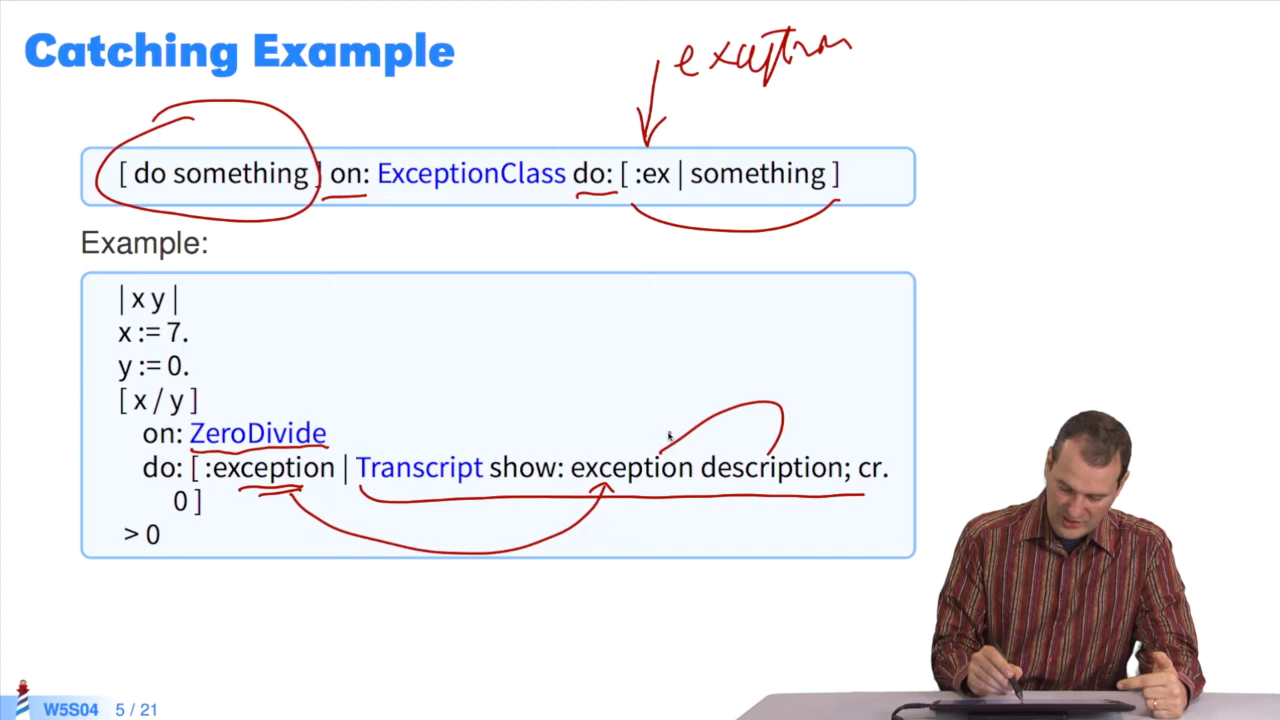 Catching Example
exception
[ do something ] on: ExceptionClass do: [ :ex | something ]
Example:
| x y |
x := 7.
y := 0.
[ x / y ]
on: ZeroDivide
do: [ :exception | Transcript show: exception description; cr.
0 ]
> 0
W5S04 5 / 21